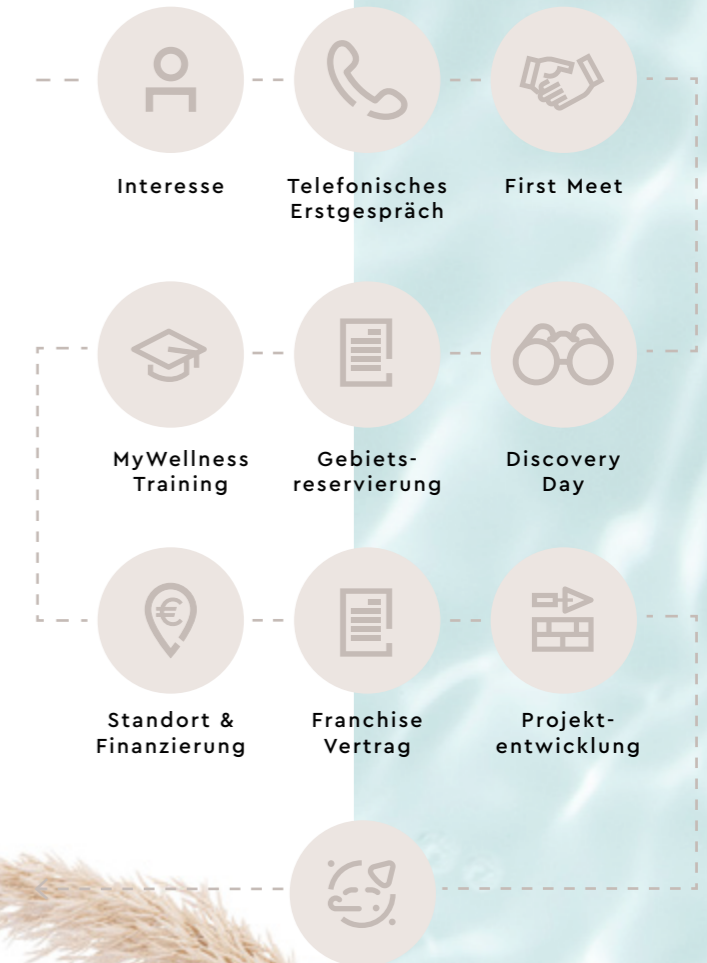 Interesse
Telefonisches
Erstgespräch
First Meet
MyWellness
Training
Gebiets-
reservierung
Discovery
Day
Standort &
Finanzierung
Franchise
Vertrag
Projekt-
entwicklung